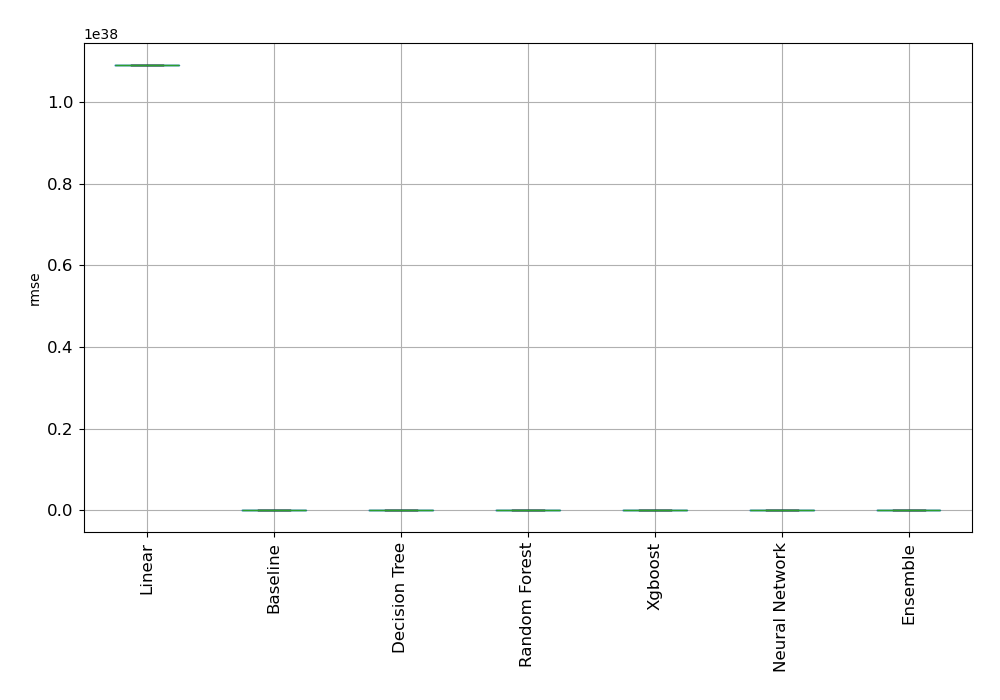 1e38
1.0
0.8
0.6
0.4
0.2
0.0
rmse
Linear
Baseline
Decision Tree
Random Forest
Xgboost
Neural Network
Ensemble